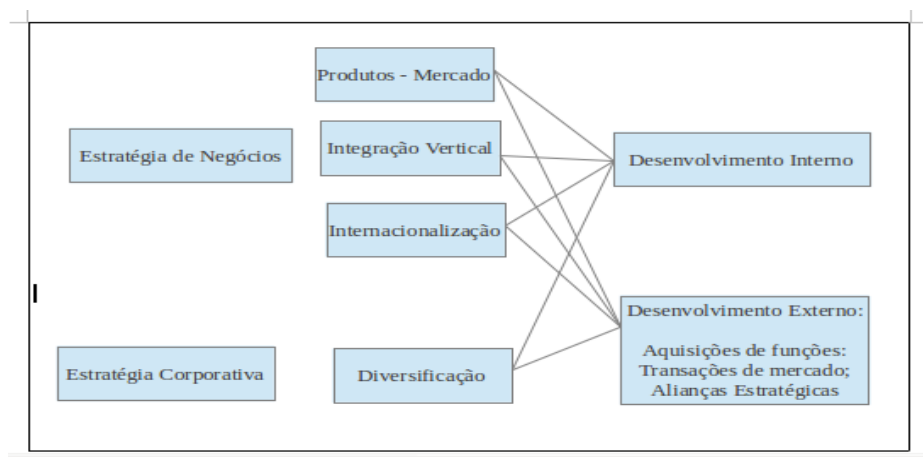 Produtos - Mercado
Estratégia de Negócios
Integração Vertical
Desenvolvimento Interno
Internacionalização
Estratégia Corporativa
Diversificação
Desenvolvimento Externo:
Aquisições de funções:
Transações de mercado;
Alianças Estratégicas